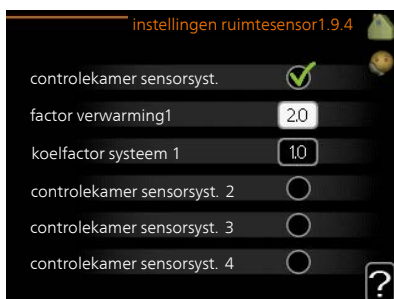 instellingen ruimtesensor1.9.4
controlekamer sensorsyst.
factor verwarming1 2.0
koelfactor systeem 1 1.0
controlekamer sensorsyst. 2
controlekamer sensorsyst. 3
controlekamer sensorsyst. 4
?